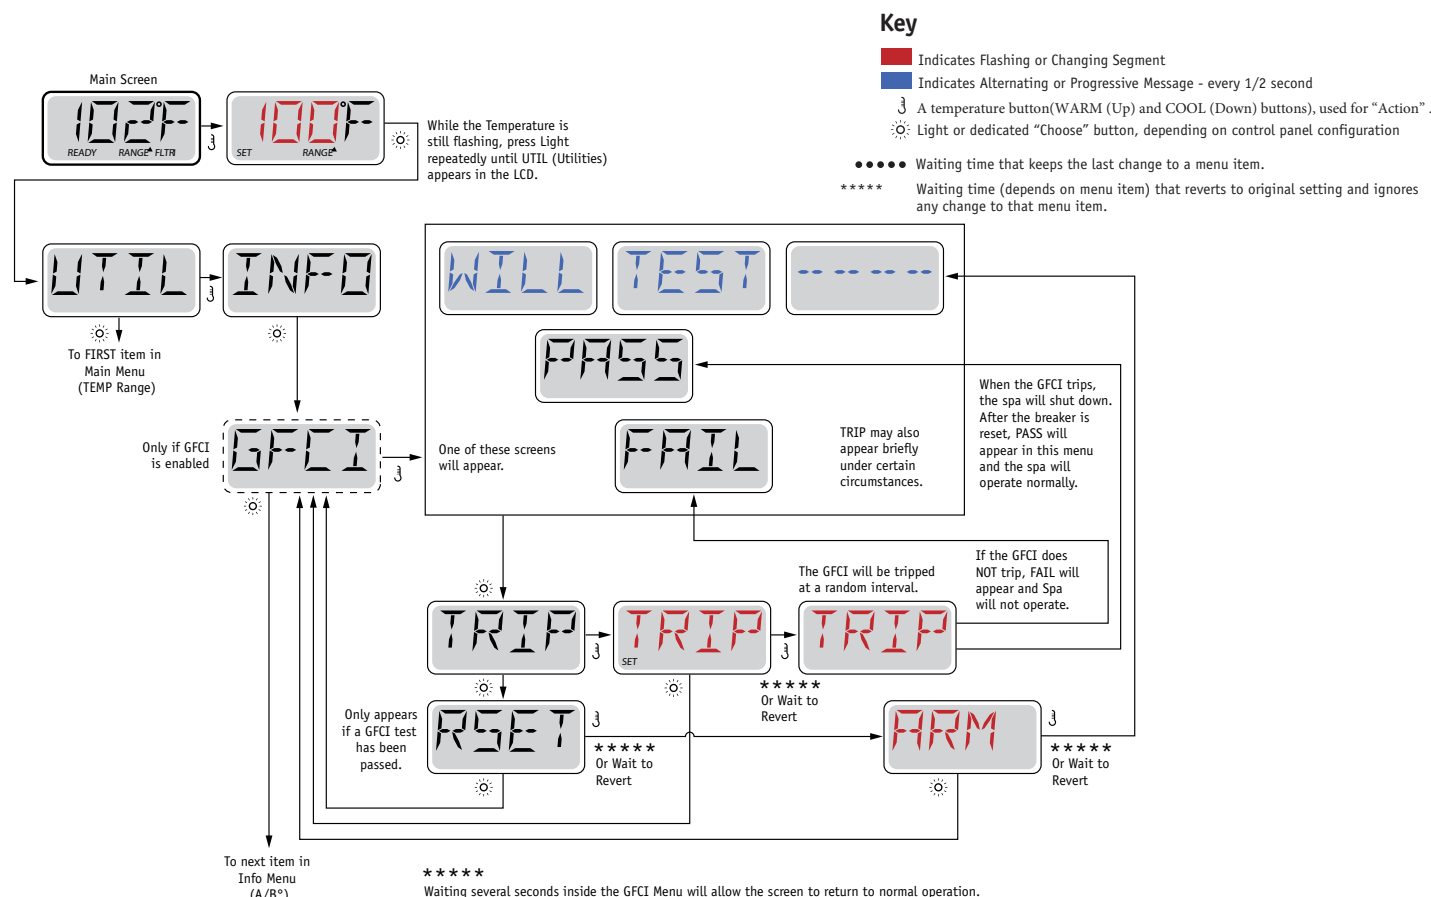 Key
Indicates Flashing or Changing Segment
Indicates Alternating or Progressive Message - every 1/2 second
A temperature button(WARM (Up) and COOL (Down) buttons), used for “Action” .
Light or dedicated “Choose” button, depending on control panel configuration
Waiting time that keeps the last change to a menu item.
*****
Waiting time (depends on menu item) that reverts to original setting and ignores
any change to that menu item.
Main Screen
102°F
READY RANGE FLTR1
100°F
SET RANGE
While the Temperature is
still flashing, press Light
repeatedly until UTIL (Utilities)
appears in the LCD.
UTIL
INFO
To FIRST item in
Main Menu
(TEMP Range)
WILL
TEST
-- -- -- --
PASS
FAIL
Only if GFCI
is enabled
GFCI
One of these screens
will appear.
TRIP may also
appear briefly
under certain
circumstances.
When the GFCI trips,
the spa will shut down.
After the breaker is
reset, PASS will
appear in this menu
and the spa will
operate normally.
If the GFCI does
NOT trip, FAIL will
appear and Spa
will not operate.
The GFCI will be tripped
at a random interval.
TRIP
TRIP
SET
TRIP
*****
Or Wait to
Revert
Only appears
if a GFCI test
has been
passed.
RSET
*****
Or Wait to
Revert
ARM
*****
Or Wait to
Revert
To next item in
Info Menu
(A/B°)
*****
Waiting several seconds inside the GFCI Menu will allow the screen to return to normal operation.